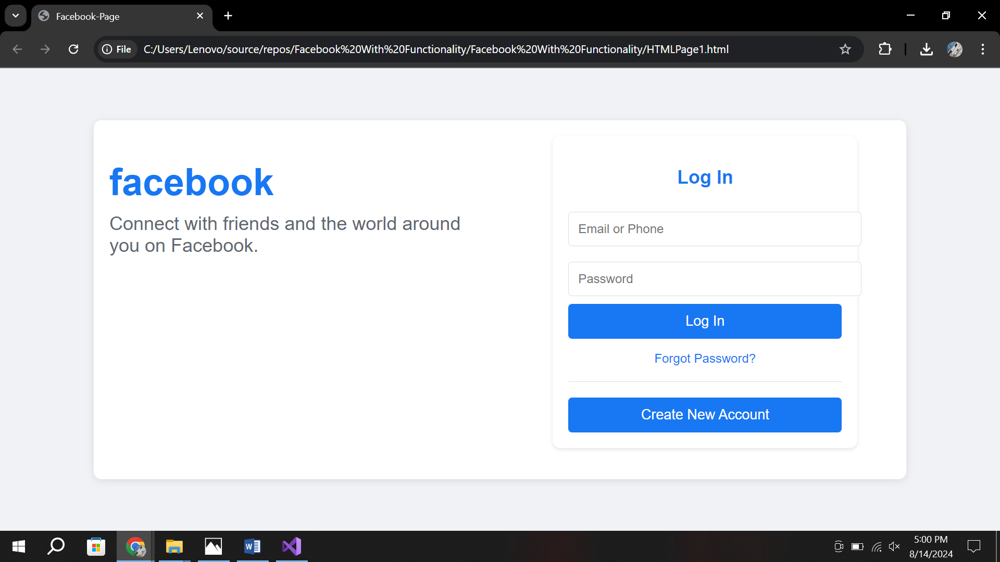 Facebook-Page
File
C:/Users/Lenovo/source/repos/Facebook%20With%20Functionality/Facebook%20With%20Functionality/HTMLPage1.html
facebook
Connect with friends and the world around
you on Facebook.
Log In
Email or Phone
Password
Log In
Forgot Password?
Create New Account
W
5:00 PM
8/14/2024